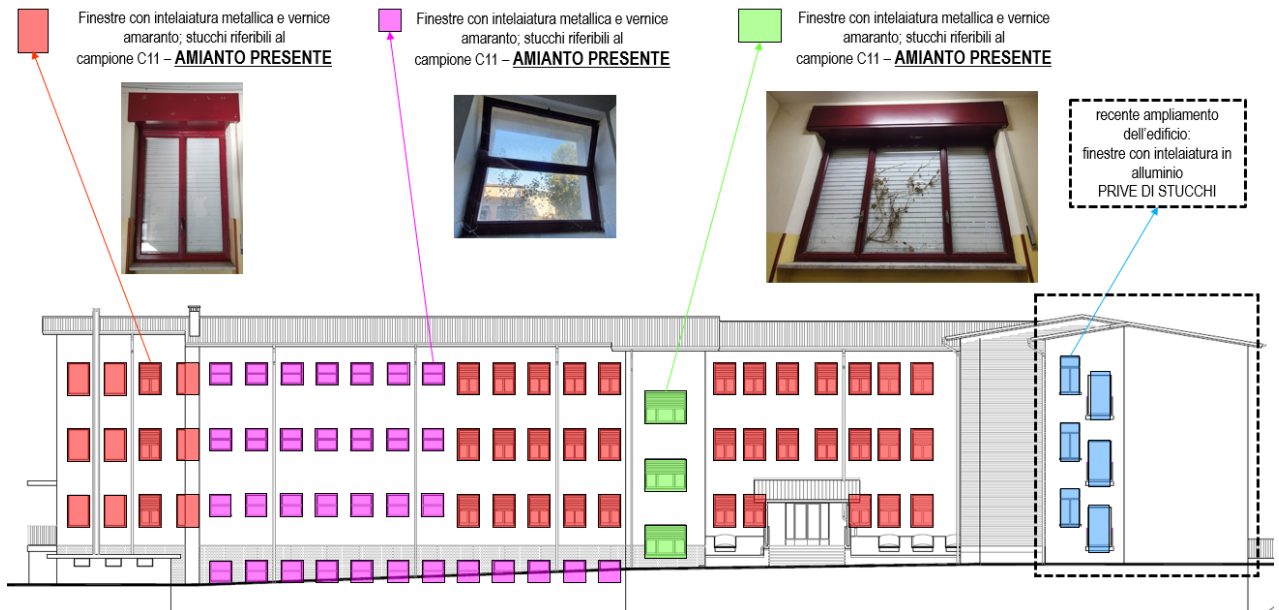 Finestre con intelaiatura metallica e vernice
amaranto; stucchi riferibili al
campione C11 – AMIANTO PRESENTE
Finestre con intelaiatura metallica e vernice
amaranto; stucchi riferibili al
campione C11 – AMIANTO PRESENTE
Finestre con intelaiatura metallica e vernice
amaranto; stucchi riferibili al
campione C11 – AMIANTO PRESENTE
recente ampliamento
dell'edificio:
finestre con intelaiatura in
alluminio
PRIVE DI STUCCHI